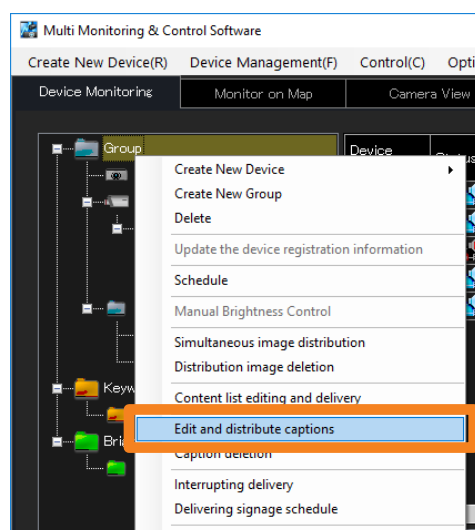 Multi Monitoring & Control Software
Create New Device(R) Device Management(F) Control(C) Opti
Device Monitoring Monitor on Map Camera View
Group
Device
Create New Device
Create New Group
Delete
Update the device registration information
Schedule
Manual Brightness Control
Simultaneous image distribution
Distribution image deletion
Content list editing and delivery
Keyw
Edit and distribute captions
Bria
Caption deletion
Interrupting delivery
Delivering signage schedule